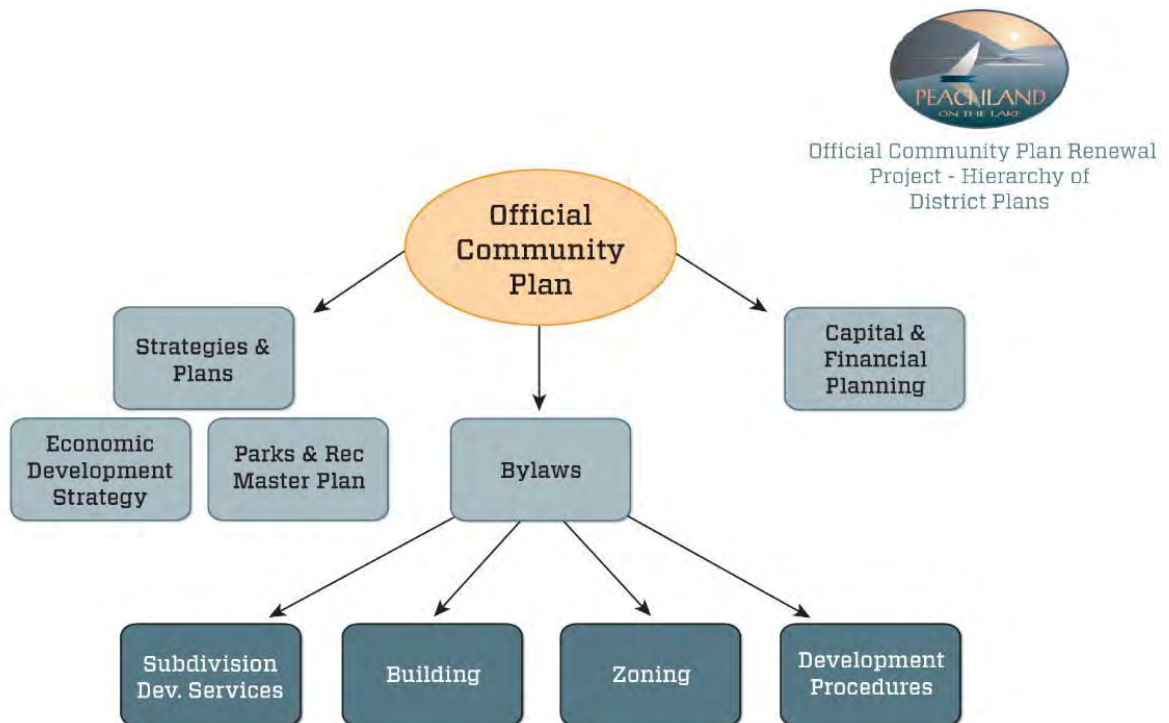 PEACHLAND
ON THE LAKE
Official Community Plan Renewal
Project - Hierarchy of
District Plans
Official
Community
Plan
Strategies &
Plans
Capital &
Financial
Planning
Economic
Development
Strategy
Parks & Rec
Master Plan
Bylaws
Subdivision
Dev. Services
Building
Zoning
Development
Procedures